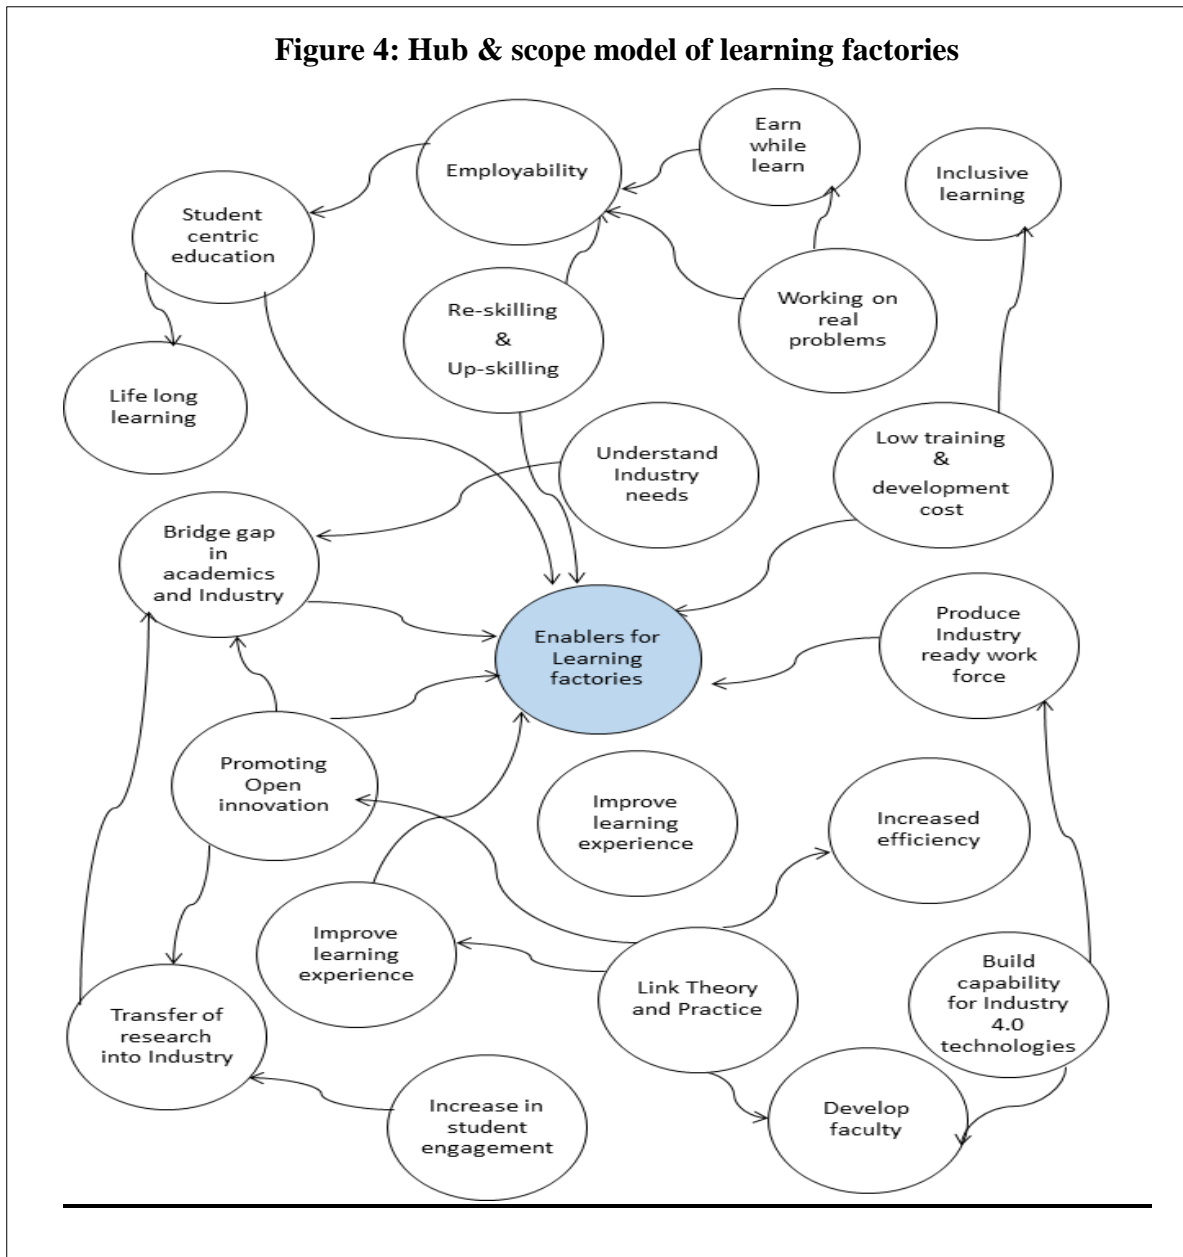 Figure 4: Hub & scope model of learning factories
Earn
while
learn
Employability
Inclusive
learning
Student
centric
education
Re-skilling
&
Up-skilling
Working on
real
problems
Life long
learning
Understand
Industry
needs
Low training
&
development
cost
Bridge gap
in
academics
and Industry
Enablers for
Learning
factories
Produce
Industry
ready work
force
Promoting
Open
innovation
Improve
learning
experience
Increased
efficiency
Improve
learning
experience
Link Theory
and Practice
Build
capability
for Industry
4.0
technologies
Transfer of
research
into Industry
Increase in
student
engagement
Develop
faculty